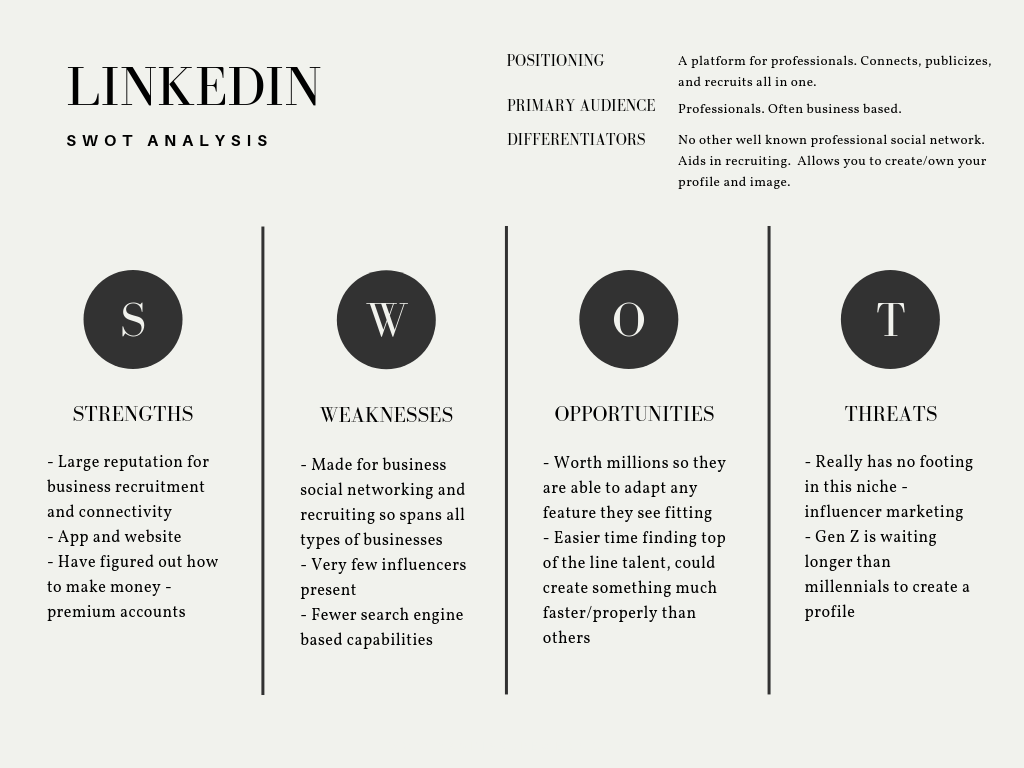 LINKEDIN
SWOT ANALYSIS
POSITIONING
A platform for professionals. Connects, publicizes,
and recruits all in one.
PRIMARY AUDIENCE
Professionals. Often business based.
DIFFERENTIATORS
No other well known professional social network.
Aids in recruiting.  Allows you to create/own your
profile and image.
S
STRENGTHS
- Large reputation for
business recruitment
and connectivity
- App and website
- Have figured out how
to make money -
premium accounts
W
WEAKNESSES
- Made for business
social networking and
recruiting so spans all
types of businesses
- Very few influencers
present
- Fewer search engine
based capabilities
O
OPPORTUNITIES
- Worth millions so they
are able to adapt any
feature they see fitting
- Easier time finding top
of the line talent, could
create something much
faster/properly than
others
T
THREATS
- Really has no footing
in this niche -
influencer marketing
- Gen Z is waiting
longer than
millennials to create a
profile